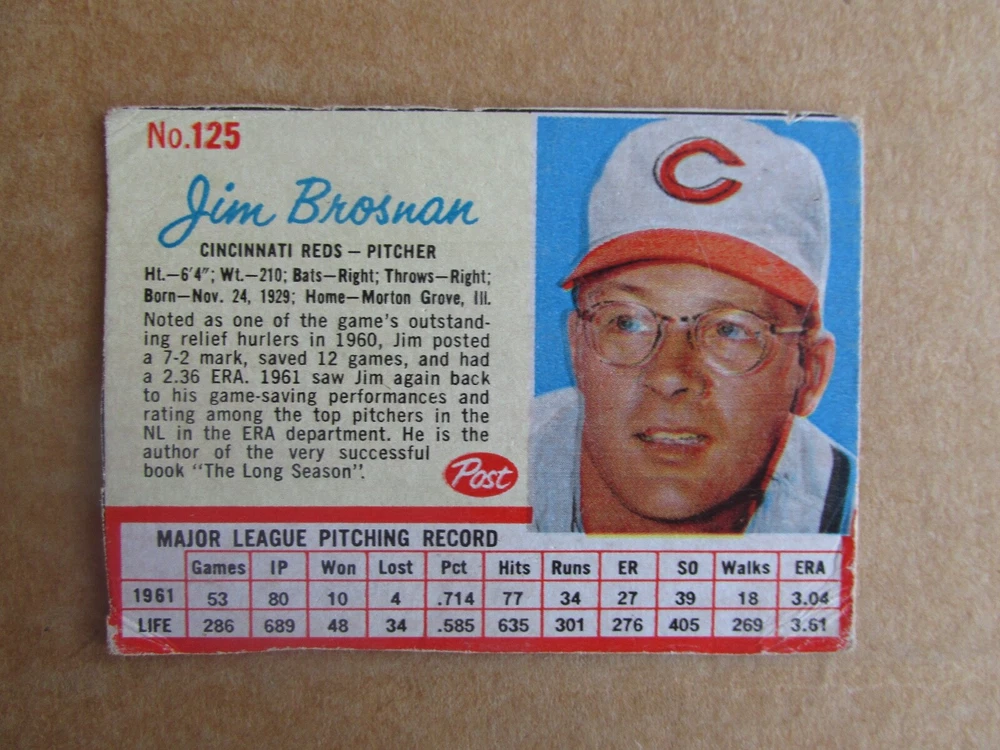 No.125
Jim Brosnan
CINCINNATI REDS – PITCHER
Ht.–6'4"; Wt.–210; Bats–Right; Throws–Right;
Born–Nov. 24, 1929; Home–Morton Grove, Ill.
Noted as one of the game's outstand-
ing relief hurlers in 1960, Jim posted
a 7-2 mark, saved 12 games, and had
a 2.36 ERA. 1961 saw Jim again back
to his game-saving performances and
rating among the top pitchers in the
NL in the ERA department. He is the
author of the very successful
book "The Long Season".
Post
C
MAJOR LEAGUE PITCHING RECORD
Games IP Won Lost Pct Hits Runs ER SO Walks ERA
1961 53 80 10 4 .714 77 34 27 39 18 3.04
LIFE 286 689 48 34 .585 635 301 276 405 269 3.61